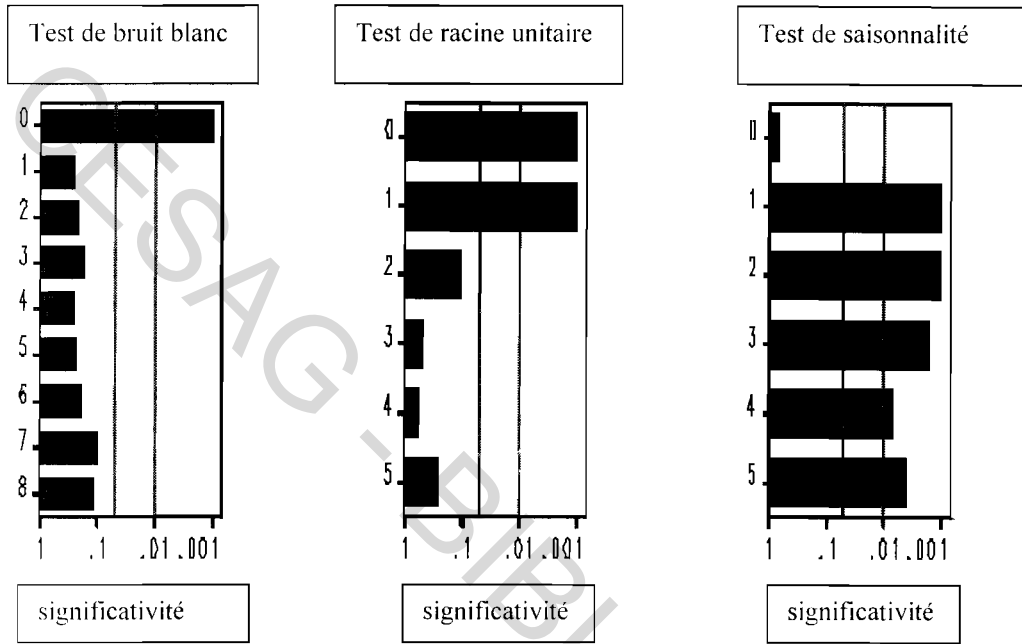 Test de bruit blanc
Test de racine unitaire
Test de saisonnalité
0
1
2
3
4
5
6
7
8
1 .1 .01 .001
0
1
2
3
4
5
1 .1 .01 .001
0
1
2
3
4
5
1 .1 .01 .001
significativité
significativité
significativité
CESAG - BIBL